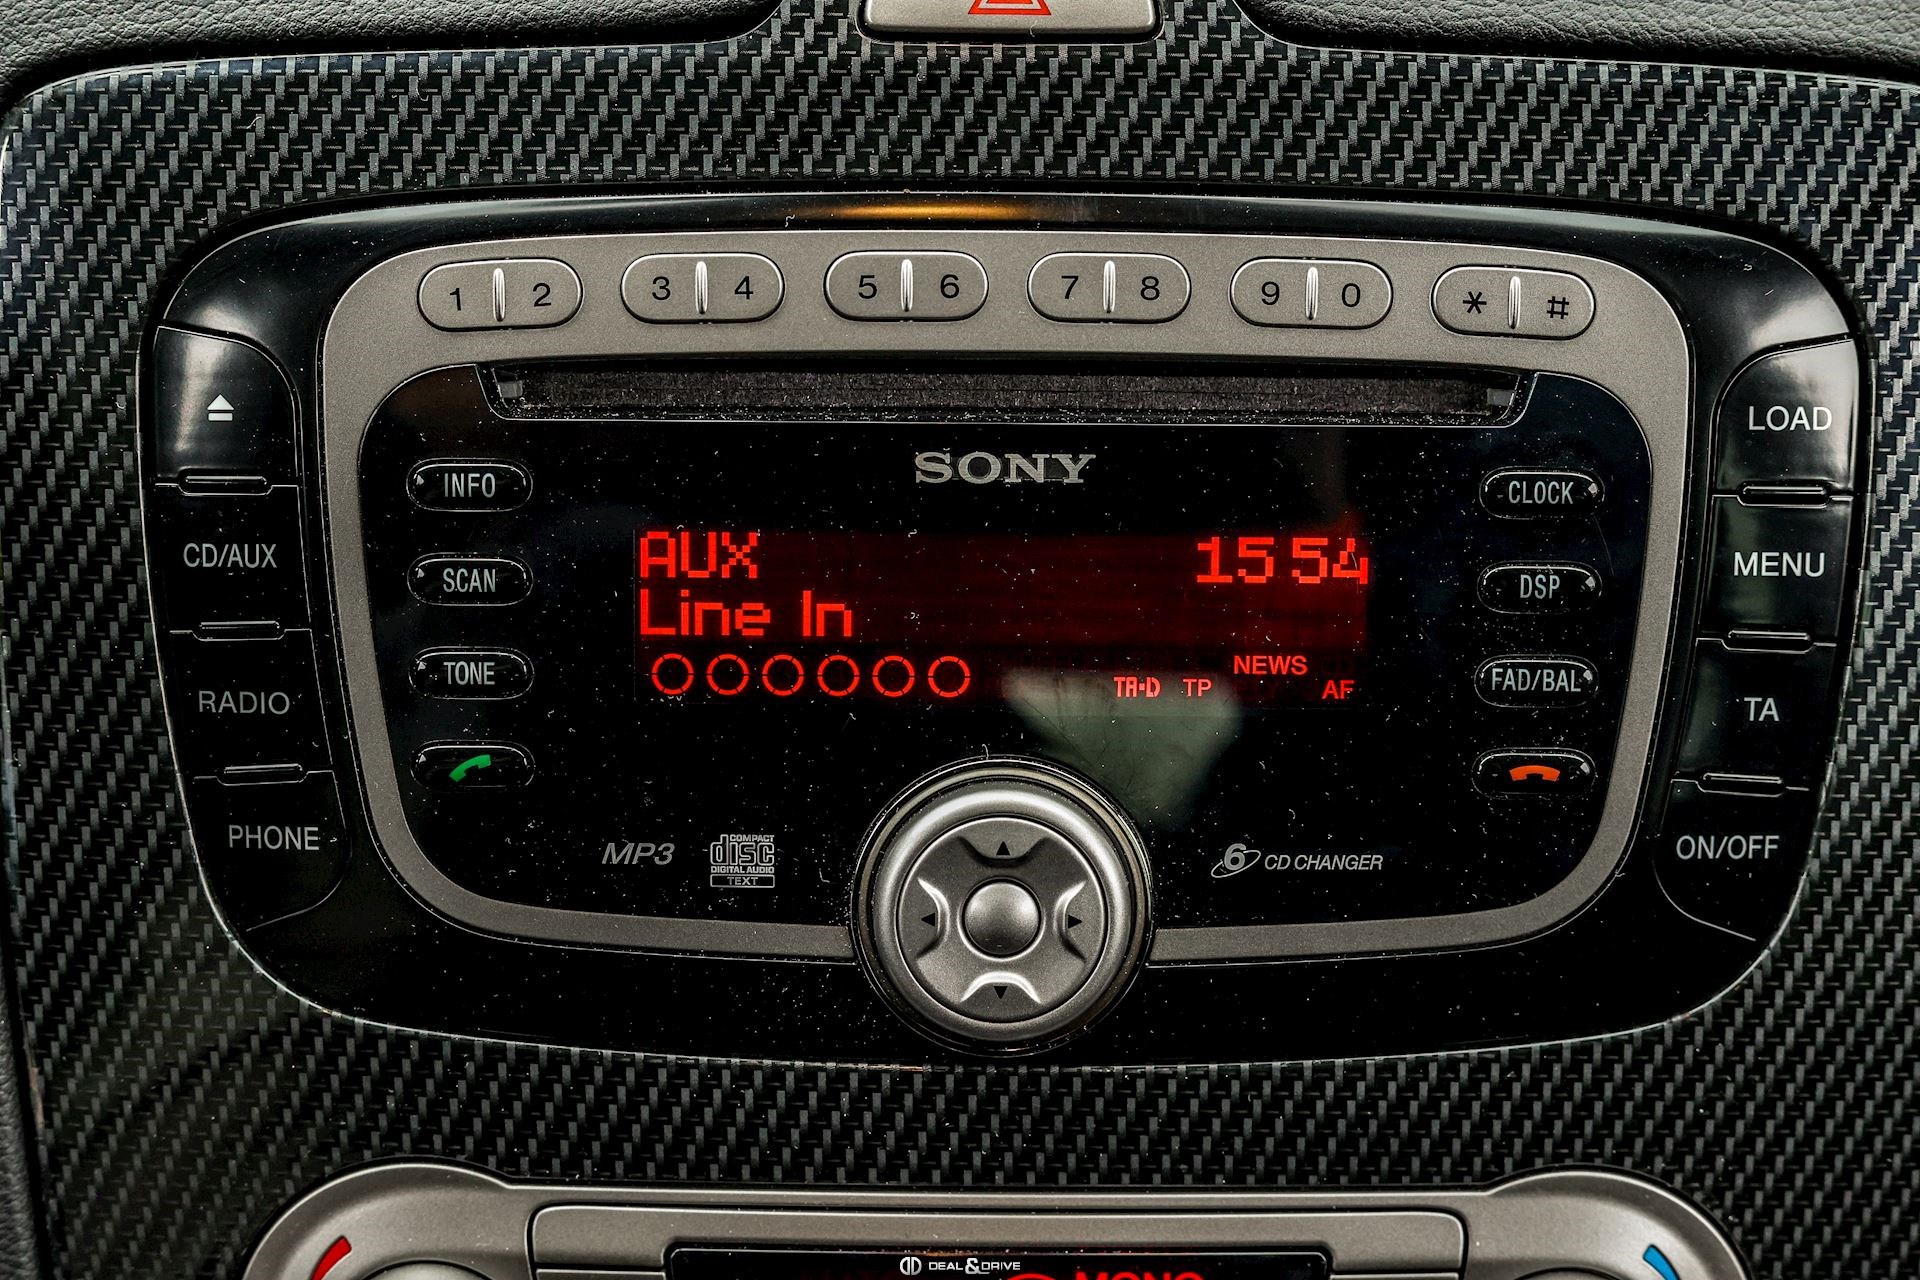 1 2 3 4 5 6 7 8 9 0 * #
SONY
INFO
SCAN
TONE
CD/AUX
RADIO
PHONE
AUX 15 54
Line In
NEWS
TA-D TP AF
CLOCK
DSP
FAD/BAL
LOAD
MENU
TA
ON/OFF
MP3
COMPACT
disc
DIGITAL AUDIO
TEXT
6 CD CHANGER
DEAL&DRIVE
MONO